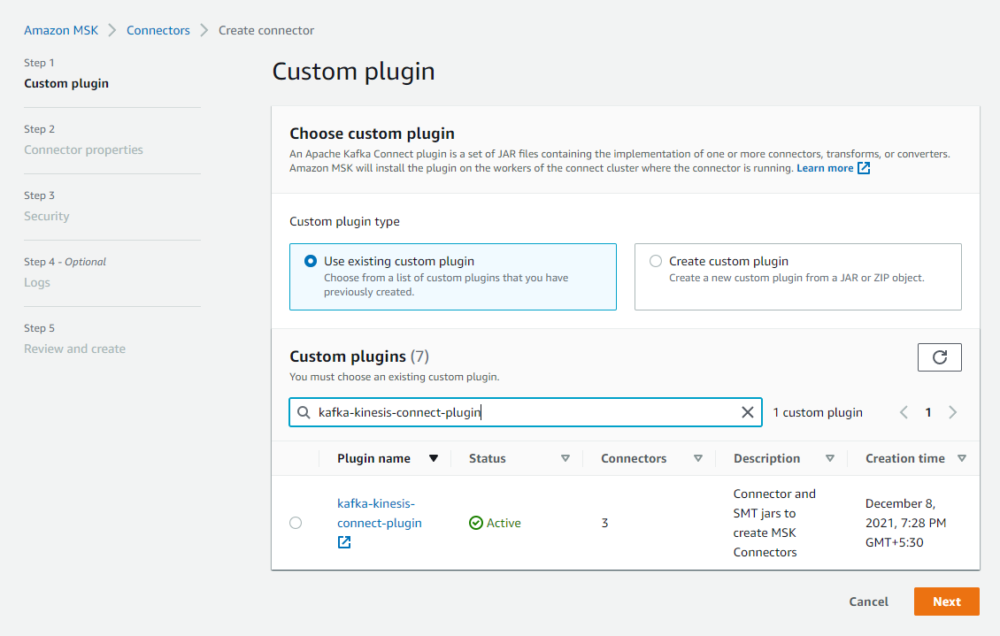 Amazon MSK > Connectors > Create connector
Step 1
Custom plugin
Step 2
Connector properties
Step 3
Security
Step 4 - Optional
Logs
Step 5
Review and create
Custom plugin
Choose custom plugin
An Apache Kafka Connect plugin is a set of JAR files containing the implementation of one or more connectors, transforms, or converters.
Amazon MSK will install the plugin on the workers of the connect cluster where the connector is running. Learn more
Custom plugin type
Use existing custom plugin
Choose from a list of custom plugins that you have
previously created.
Create custom plugin
Create a new custom plugin from a JAR or ZIP object.
Custom plugins (7)
You must choose an existing custom plugin.
kafka-kinesis-connect-plugin
1 custom plugin
1
Plugin name Status Connectors Description Creation time
kafka-kinesis-
connect-plugin
Active
3
Connector and
SMT jars to
create MSK
Connectors
December 8,
2021, 7:28 PM
GMT+5:30
Cancel
Next